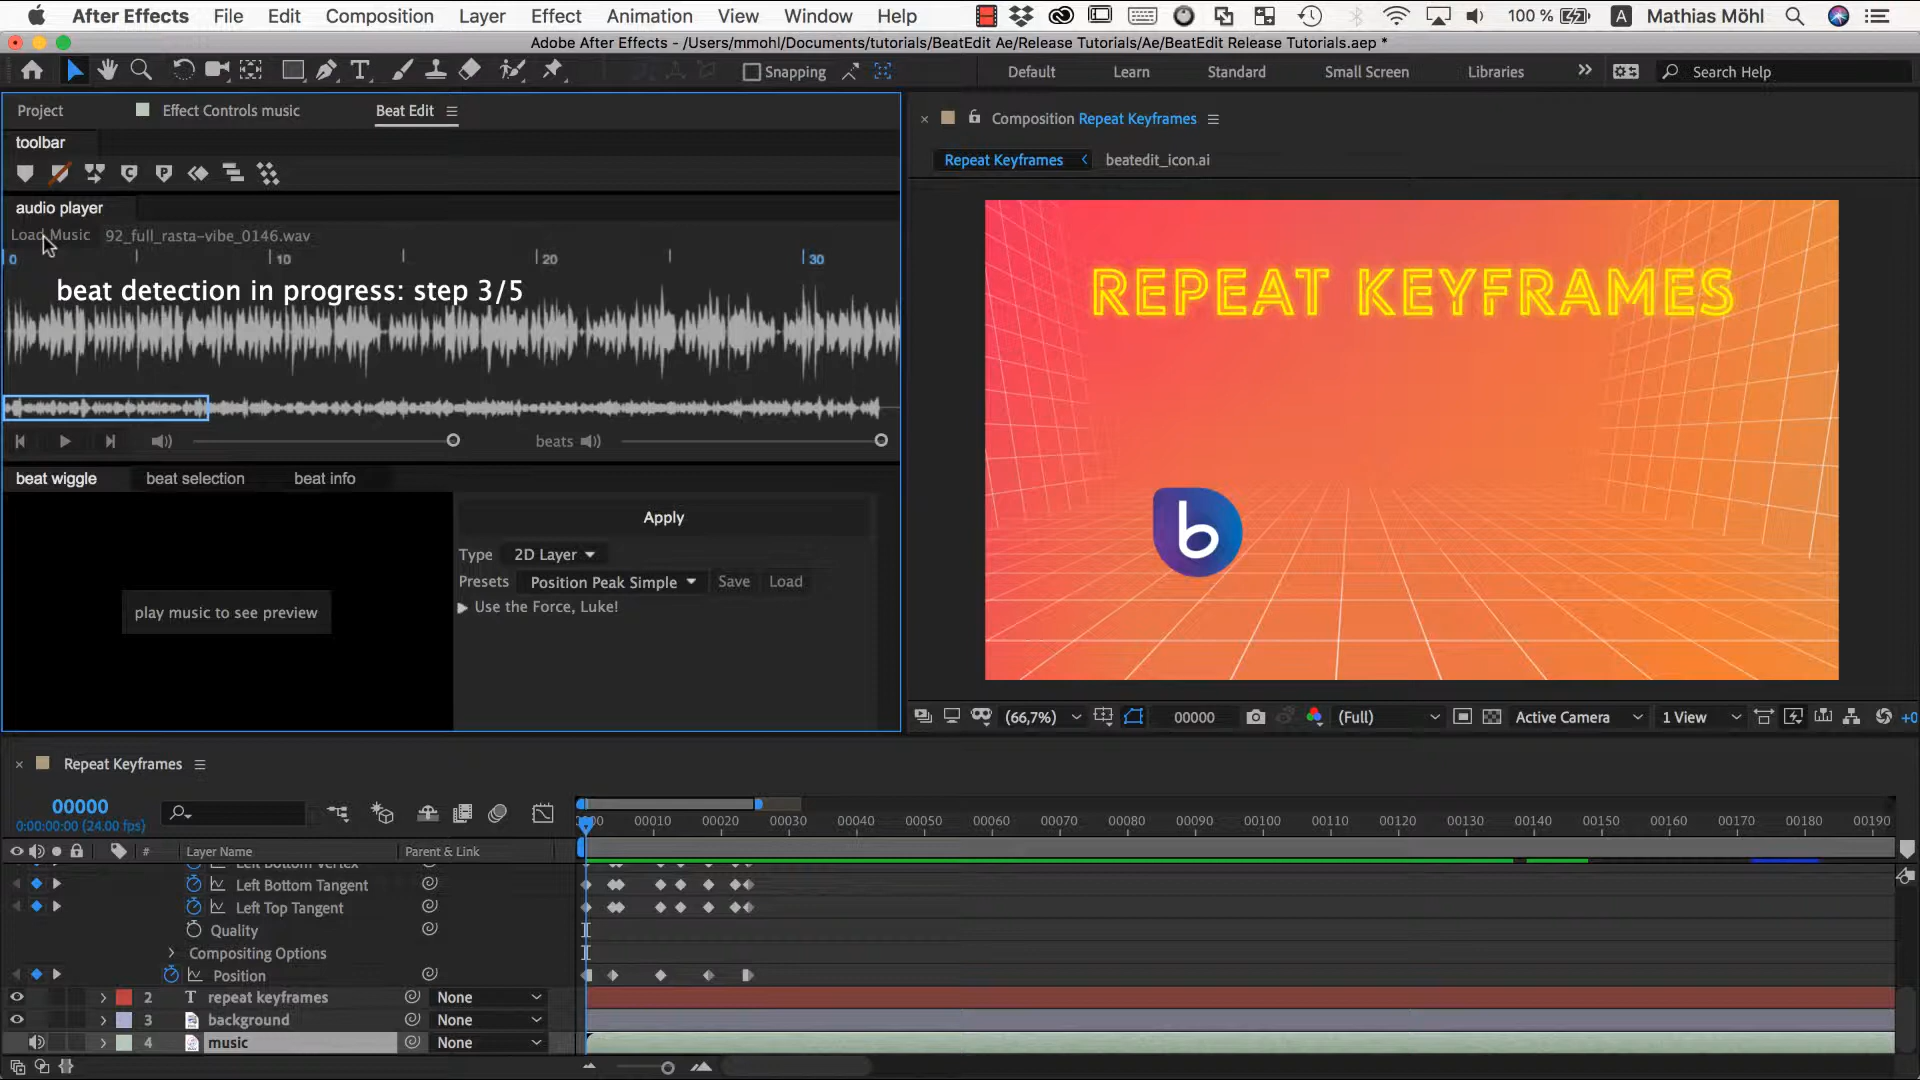 After Effects File Edit Composition Layer Effect Animation View Window Help 100 % A Mathias Möhl
Adobe After Effects - /Users/mmohl/Documents/tutorials/BeatEdit Ae/Release Tutorials/Ae/BeatEdit Release Tutorials.aep *
Snapping Default Learn Standard Small Screen Libraries Search Help
Project Effect Controls music Beat Edit
toolbar
C P
audio player
Load Music 92_full_rasta-vibe_0146.wav
0 10 20 30
beat detection in progress: step 3/5
beats
beat wiggle beat selection beat info
Apply
Type 2D Layer
Presets Position Peak Simple Save Load
Use the Force, Luke!
play music to see preview
Composition Repeat Keyframes
Repeat Keyframes beatedit_icon.ai
REPEAT KEYFRAMES
b
(66,7%) 00000 (Full) Active Camera 1 View +0
Repeat Keyframes
00000
0:00:00:00 (24.00 fps)
00010 00020 00030 00040 00050 00060 00070 00080 00090 00100 00110 00120 00130 00140 00150 00160 00170 00180 00190
# Layer Name Parent & Link
Left Bottom Vertex
Left Bottom Tangent
Left Top Tangent
Quality
Compositing Options
Position
2 T repeat keyframes None
3 background None
4 music None